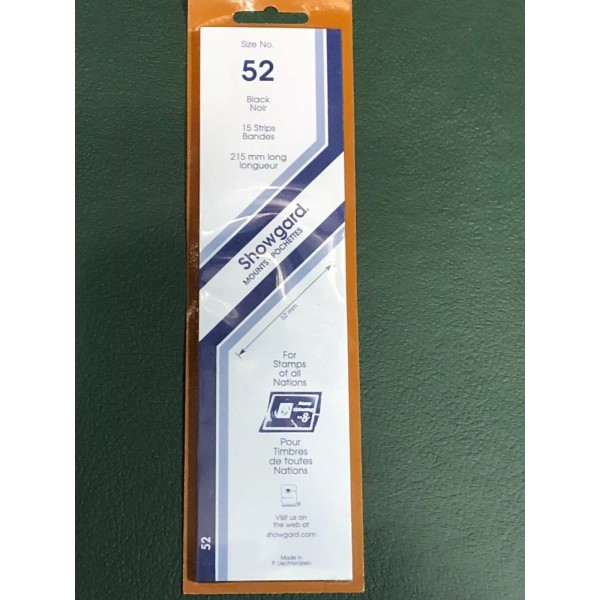 Size No.
52
Black
Noir
15 Strips
Bandes
215 mm long
longueur
Showgard.
MOUNTS · POCHETTES
52 mm
For
Stamps
of all
Nations
8
Pour
Timbres
de toutes
Nations
Visit us on
the web at
showgard.com
Made in
P. Liechtenstein
52